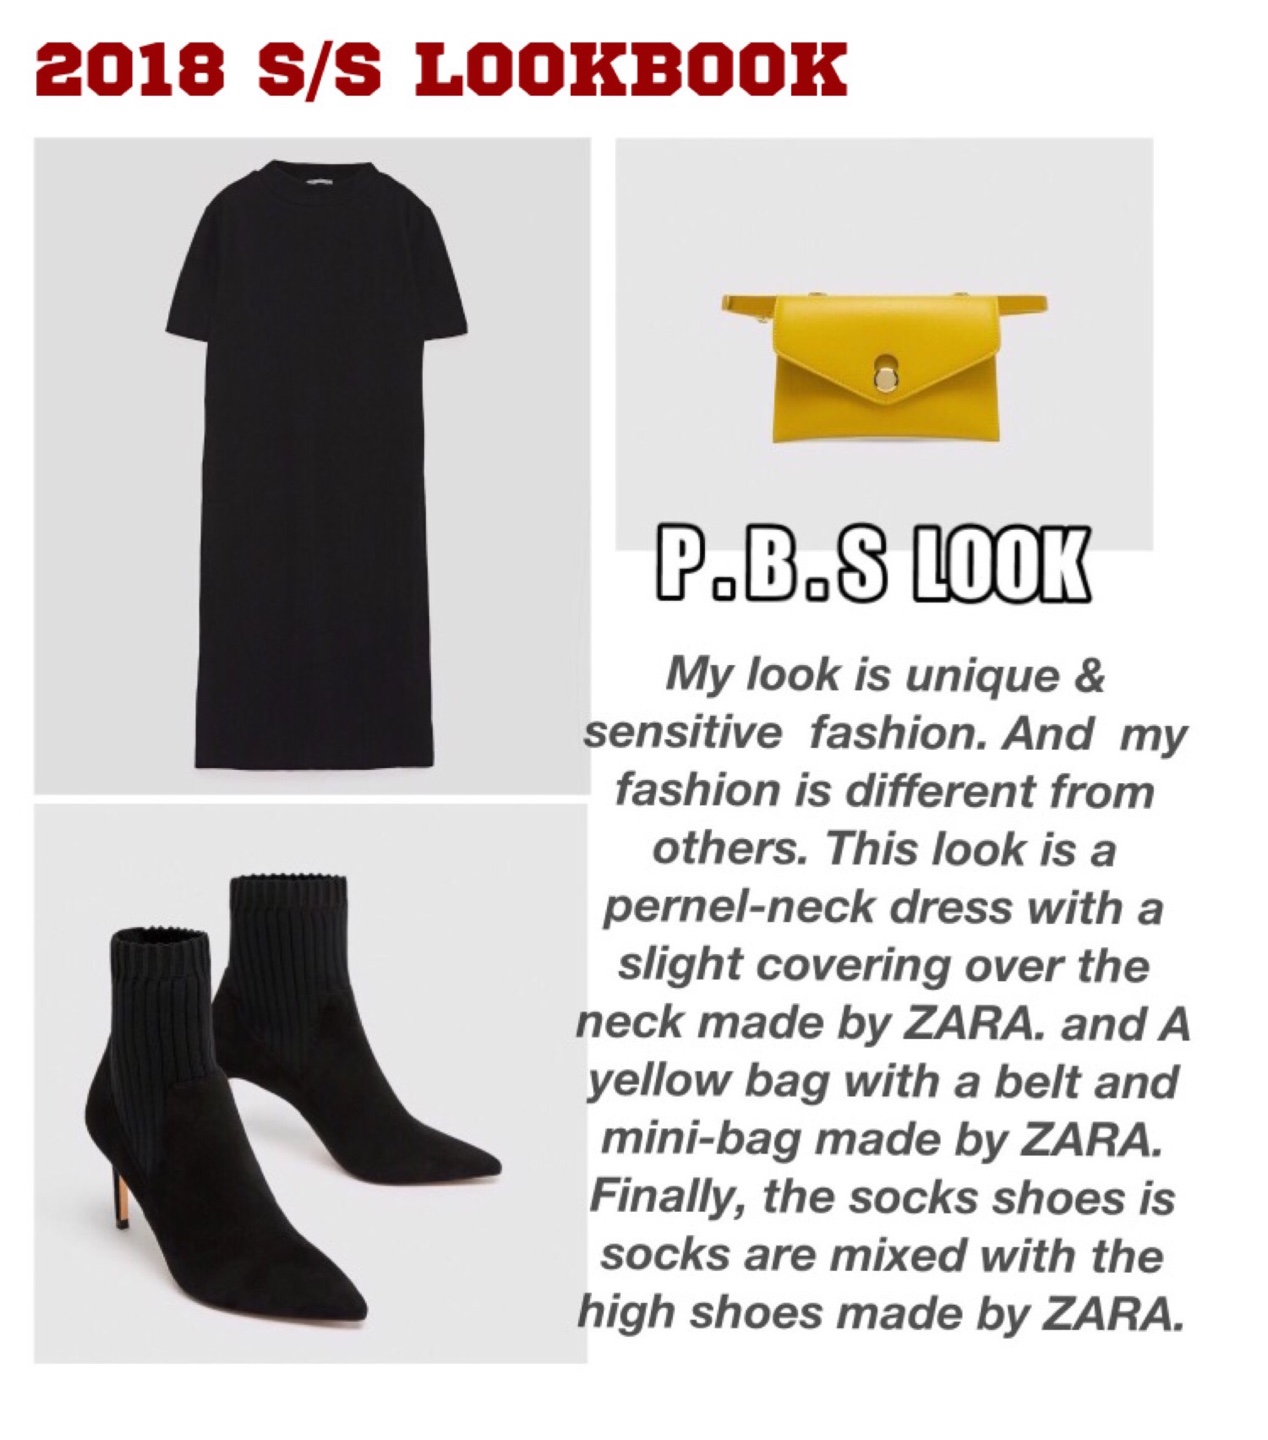 2018 S/S LOOKBOOK
P.B.S LOOK
My look is unique &
sensitive fashion. And my
fashion is different from
others. This look is a
pernel-neck dress with a
slight covering over the
neck made by ZARA. and A
yellow bag with a belt and
mini-bag made by ZARA.
Finally, the socks shoes is
socks are mixed with the
high shoes made by ZARA.